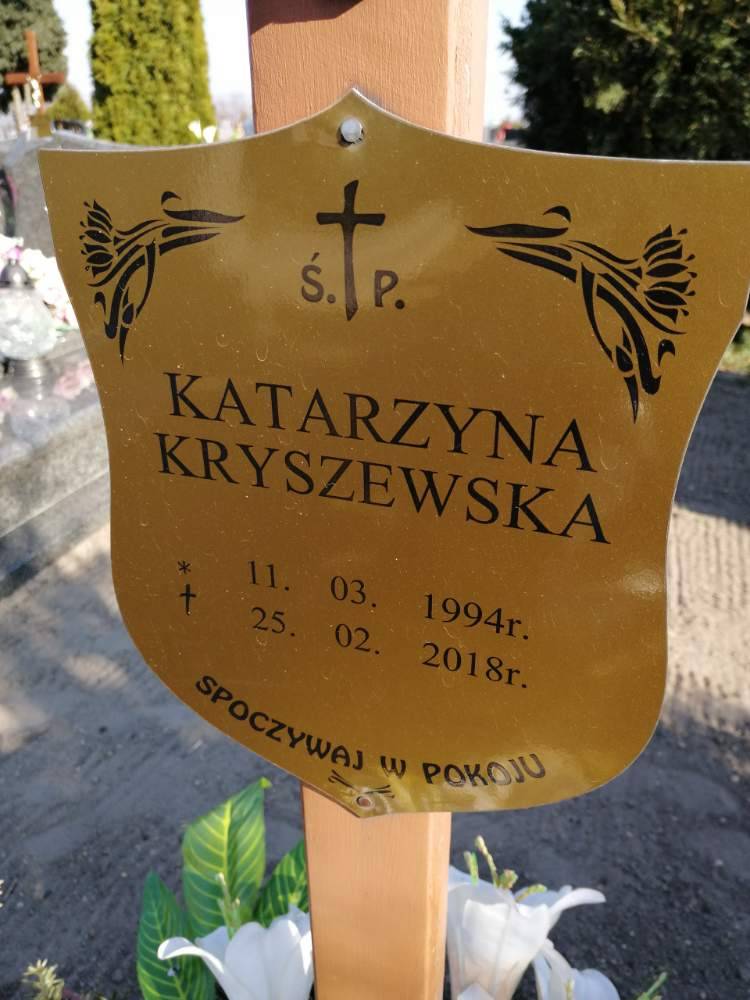 Ś. P.
KATARZYNA
KRYSZEWSKA
* 11. 03. 1994r.
† 25. 02. 2018r.
SPOCZYWAJ W POKOJU